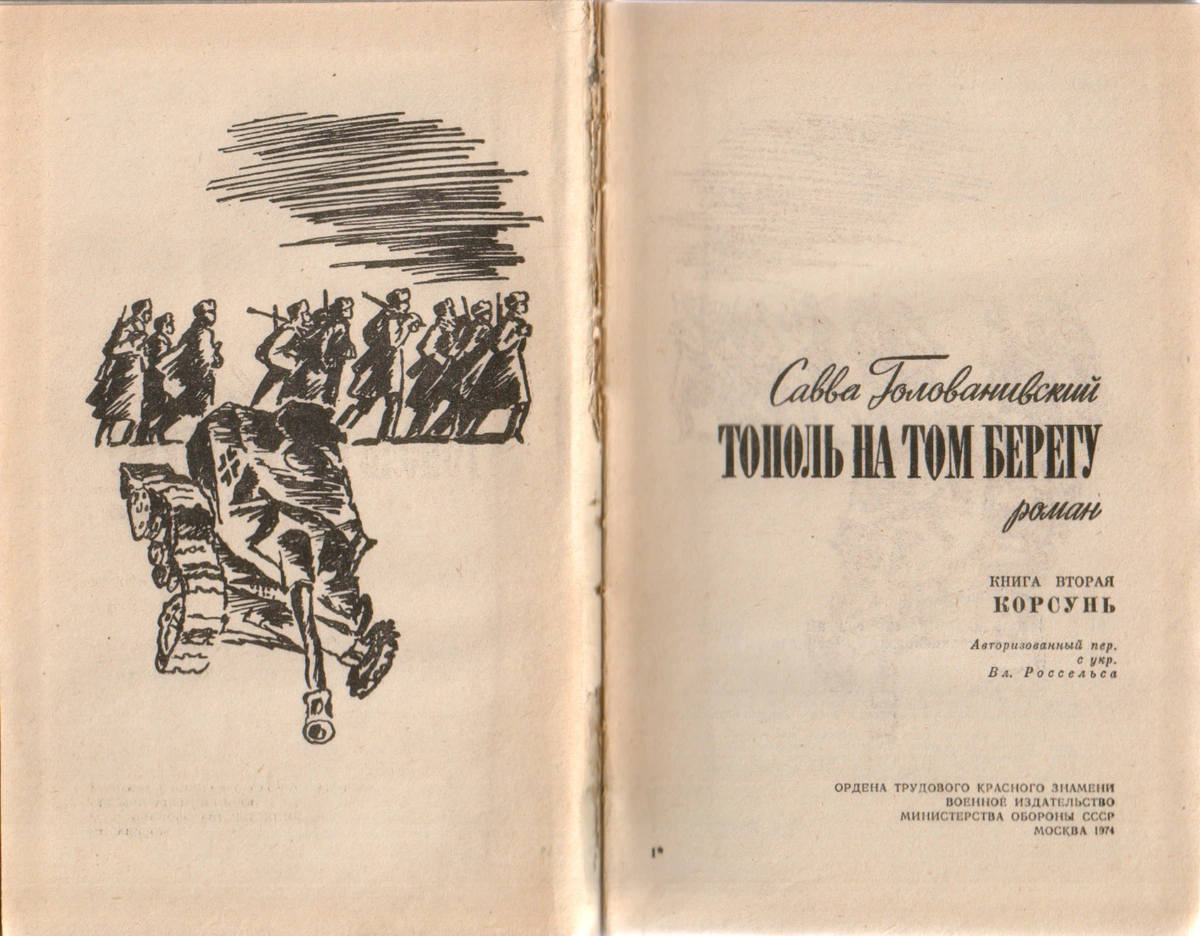 Савва Голованивский
ТОПОЛЬ НА ТОМ БЕРЕГУ
роман
КНИГА ВТОРАЯ
КОРСУНЬ
Авторизованный пер.
с укр.
Вл. Россельса
ОРДЕНА ТРУДОВОГО КРАСНОГО ЗНАМЕНИ
ВОЕННОЕ ИЗДАТЕЛЬСТВО
МИНИСТЕРСТВА ОБОРОНЫ СССР
МОСКВА 1974
1*